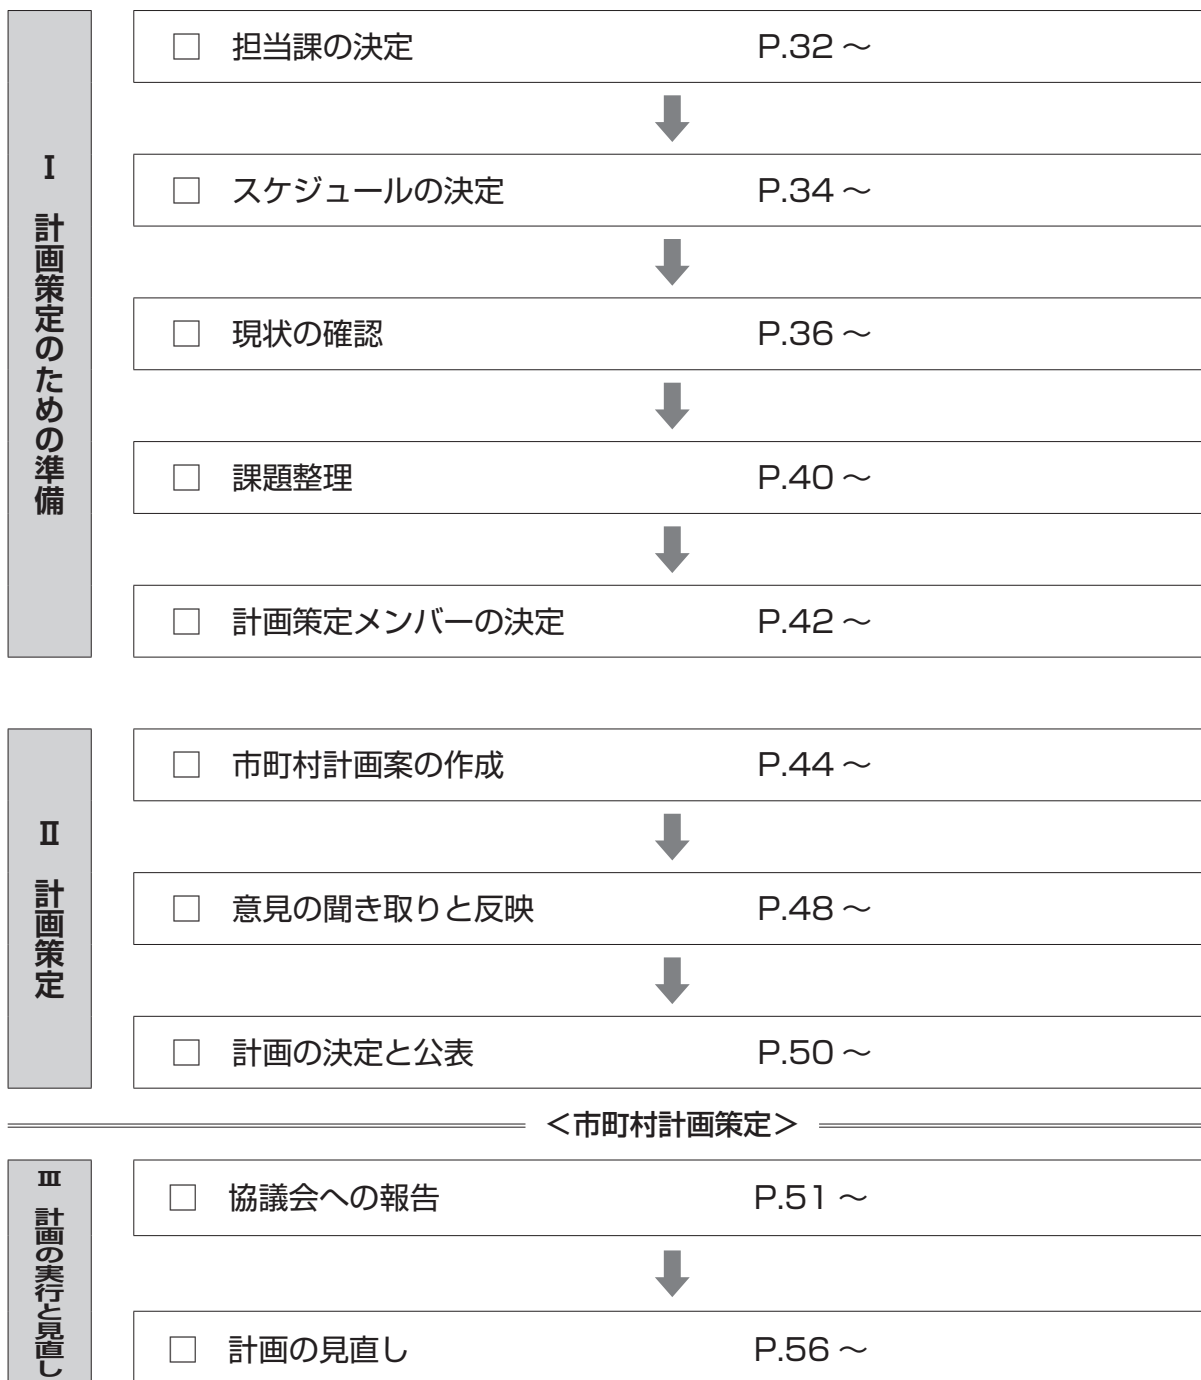 Ⅰ 計画策定のための準備
□ 担当課の決定 P.32～
□ スケジュールの決定 P.34～
□ 現状の確認 P.36～
□ 課題整理 P.40～
□ 計画策定メンバーの決定 P.42～
Ⅱ 計画策定
□ 市町村計画案の作成 P.44～
□ 意見の聞き取りと反映 P.48～
□ 計画の決定と公表 P.50～
＜市町村計画策定＞
Ⅲ 計画の実行と見直し
□ 協議会への報告 P.51～
□ 計画の見直し P.56～